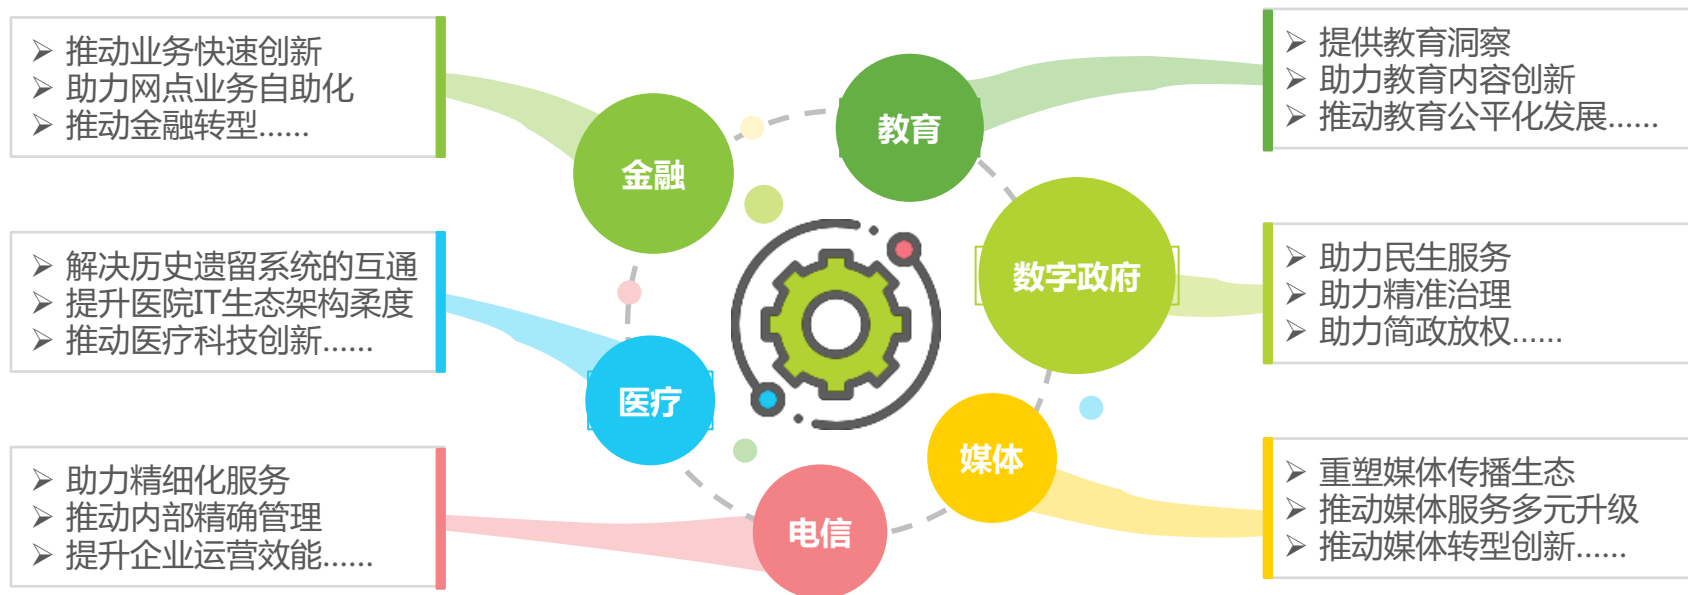 推动业务快速创新
助力网点业务自助化
推动金融转型……
金融
教育
提供教育洞察
助力教育内容创新
推动教育公平化发展……
解决历史遗留系统的互通
提升医院IT生态架构柔度
推动医疗科技创新……
医疗
数字政府
助力民生服务
助力精准治理
助力简政放权……
助力精细化服务
推动内部精确管理
提升企业运营效能……
电信
媒体
重塑媒体传播生态
推动媒体服务多元升级
推动媒体转型创新……